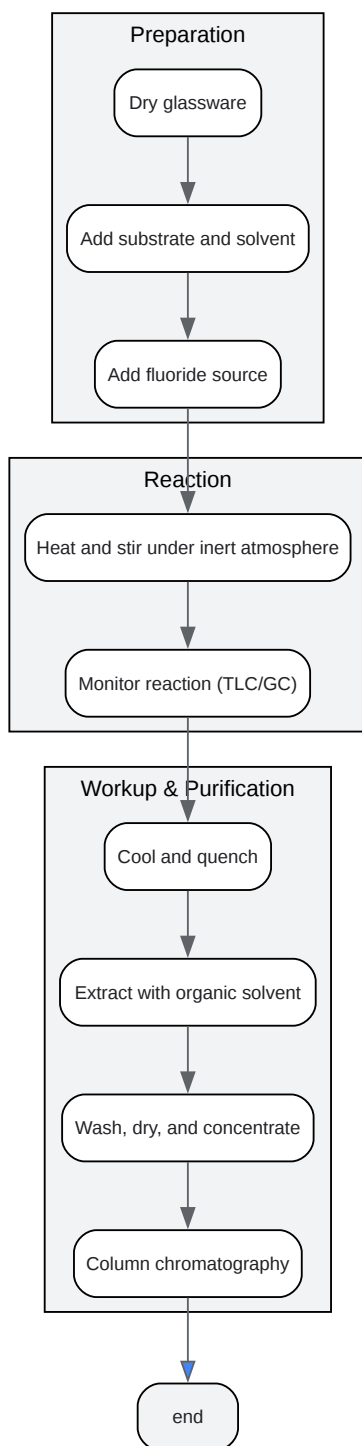 Preparation
Dry glassware
Add substrate and solvent
Add fluoride source
Reaction
Heat and stir under inert atmosphere
Monitor reaction (TLC/GC)
Workup & Purification
Cool and quench
Extract with organic solvent
Wash, dry, and concentrate
Column chromatography
end